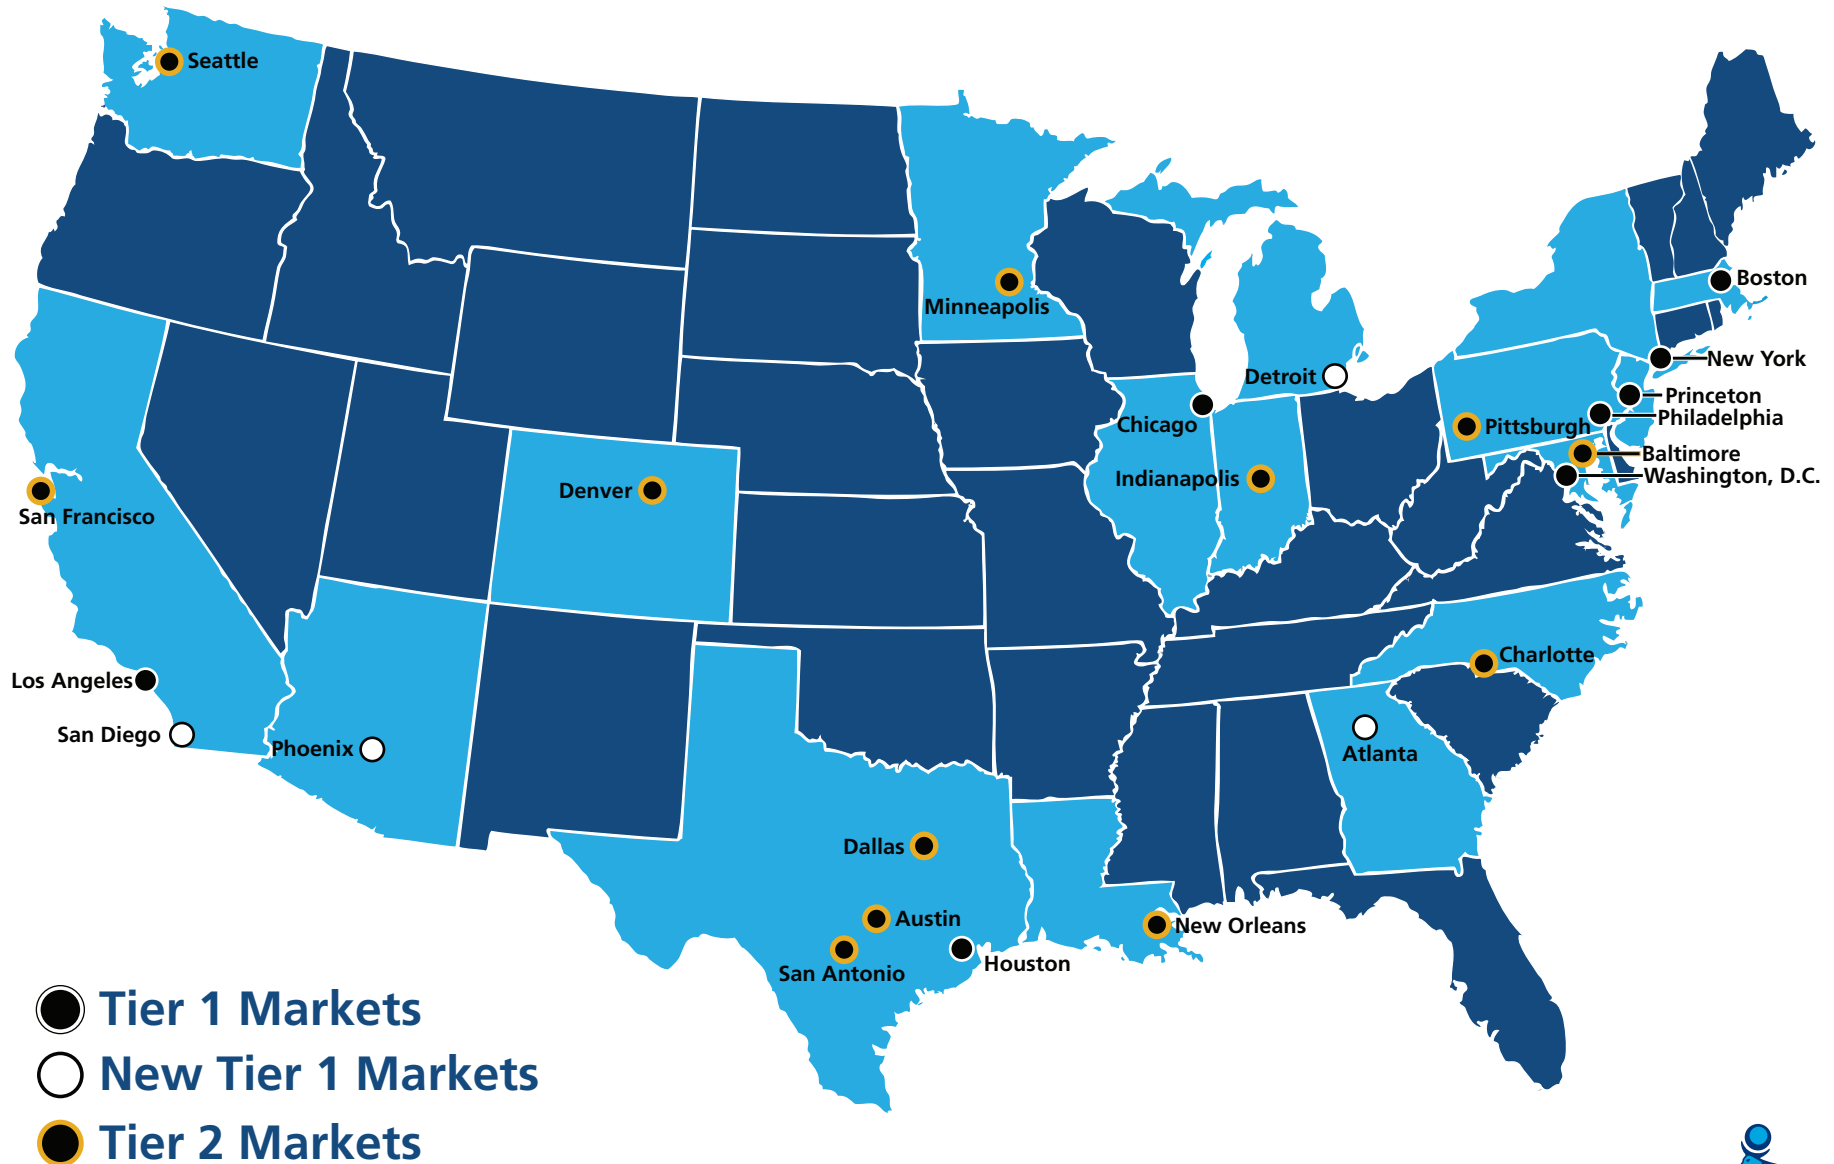 Seattle
Minneapolis
Boston
New York
Detroit
Princeton
Chicago
Philadelphia
Pittsburgh
Baltimore
Indianapolis
Washington, D.C.
Denver
San Francisco
Charlotte
Los Angeles
San Diego
Phoenix
Atlanta
Dallas
Austin
New Orleans
San Antonio
Houston
Tier 1 Markets
New Tier 1 Markets
Tier 2 Markets